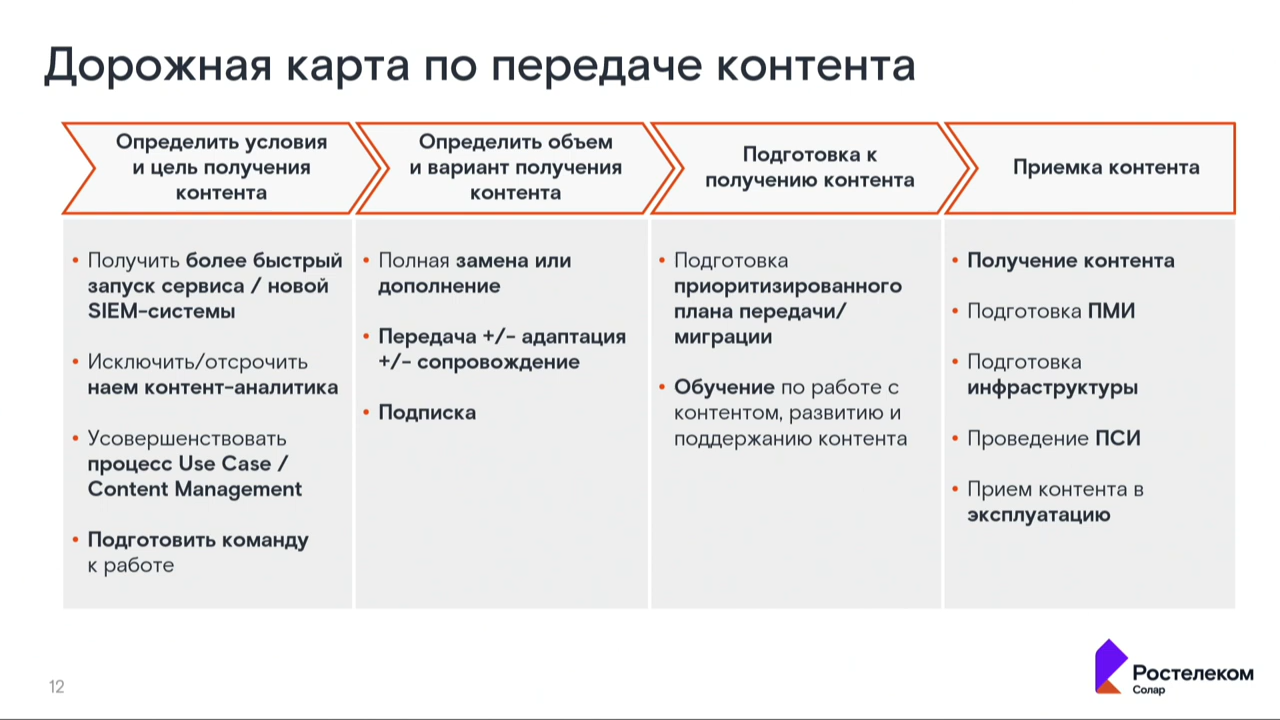 Дорожная карта по передаче контента
Определить условия
и цель получения
контента
Определить объем
и вариант получения
контента
Подготовка к
получению контента
Приемка контента
• Получить более быстрый
запуск сервиса / новой
SIEM-системы
• Исключить/отсрочить
наем контент-аналитика
• Усовершенствовать
процесс Use Case /
Content Management
• Подготовить команду
к работе
• Полная замена или
дополнение
• Передача +/- адаптация
+/- сопровождение
• Подписка
• Подготовка
приоритизированного
плана передачи/
миграции
• Обучение по работе с
контентом, развитию и
поддержанию контента
• Получение контента
• Подготовка ПМИ
• Подготовка
инфраструктуры
• Проведение ПСИ
• Прием контента в
эксплуатацию
12
Ростелеком
Солар